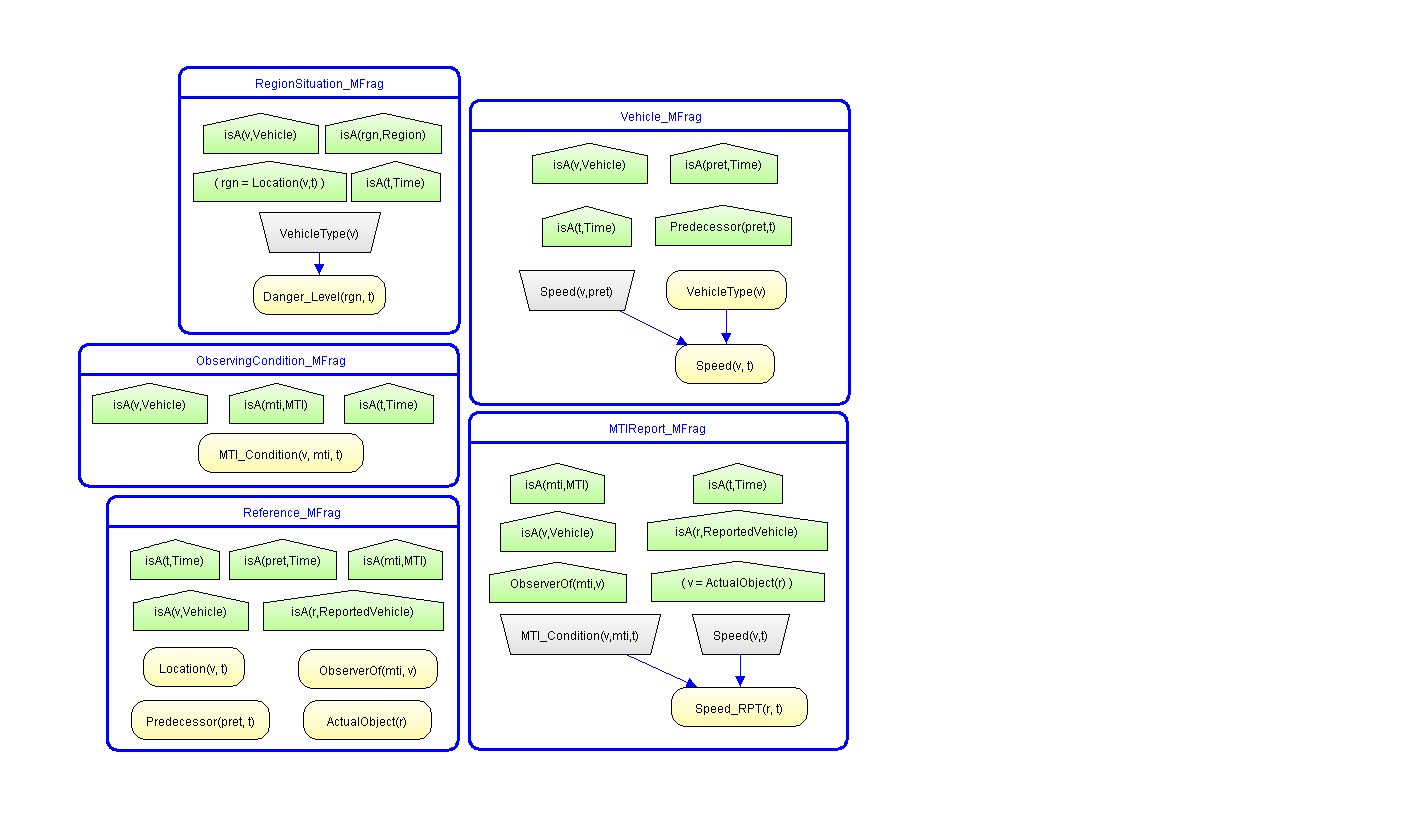 RegionSituation_MFrag
isA(v,Vehicle)
isA(rgn,Region)
( rgn = Location(v,t) )
isA(t,Time)
VehicleType(v)
Danger_Level(rgn, t)
Vehicle_MFrag
isA(v,Vehicle)
isA(pret,Time)
isA(t,Time)
Predecessor(pret,t)
Speed(v,pret)
VehicleType(v)
Speed(v, t)
ObservingCondition_MFrag
isA(v,Vehicle)
isA(mti,MTI)
isA(t,Time)
MTI_Condition(v, mti, t)
MTIReport_MFrag
isA(mti,MTI)
isA(t,Time)
isA(v,Vehicle)
isA(r,ReportedVehicle)
ObserverOf(mti,v)
( v = ActualObject(r) )
MTI_Condition(v,mti,t)
Speed(v,t)
Speed_RPT(r, t)
Reference_MFrag
isA(t,Time)
isA(pret,Time)
isA(mti,MTI)
isA(v,Vehicle)
isA(r,ReportedVehicle)
Location(v, t)
ObserverOf(mti, v)
Predecessor(pret, t)
ActualObject(r)